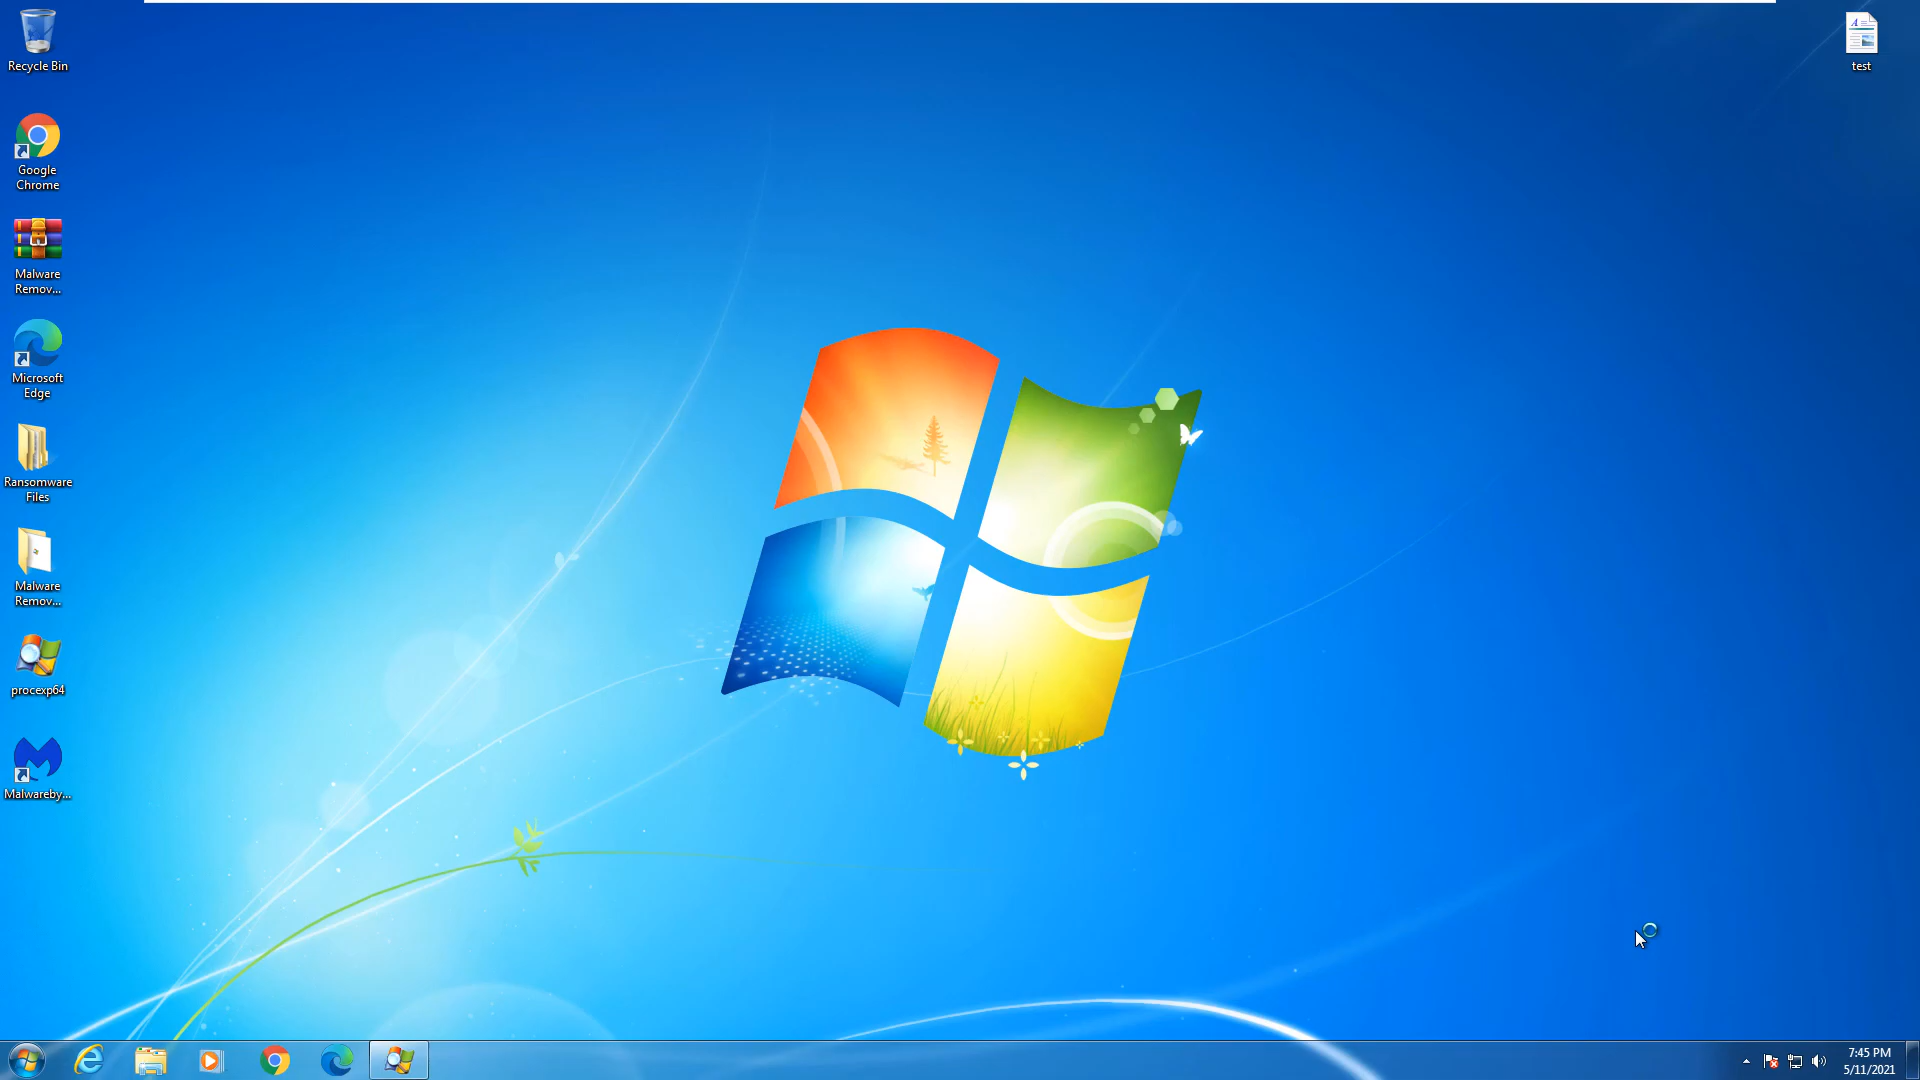 Recycle Bin
test
Google
Chrome
Malware
Remov...
Microsoft
Edge
Ransomware
Files
Malware
Remov...
procexp64
Malwareby...
7:45 PM
5/11/2021